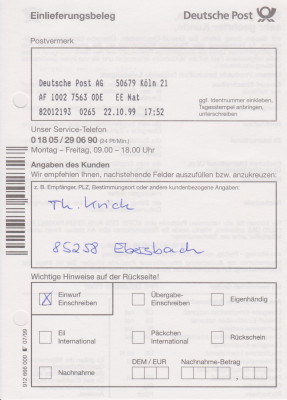 Einlieferungsbeleg
Deutsche Post
Postvermerk
Deutsche Post AG 50679 Köln 21
AF 1002 7563 0DE EE Nat
82012193 0265 22.10.99 17:52
ggf. Identnummer einkleben,
Tagesstempel anbringen,
unterschreiben
Unser Service-Telefon
0 18 05 / 29 06 90 (24 Pf/Min.)
Montag – Freitag, 09.00 – 18.00 Uhr
Angaben des Kunden
Wir empfehlen Ihnen, nachstehende Felder auszufüllen bzw. anzukreuzen:
z. B. Empfänger, PLZ, Bestimmungsort oder andere kundenbezogene Angaben:
Th. Krich
85258 Ebersbach
Wichtige Hinweise auf der Rückseite!
X Einwurf Einschreiben
Übergabe-Einschreiben
Eigenhändig
Eil International
Päckchen International
Rückschein
Nachnahme
DEM / EUR
Nachnahme-Betrag
912 666 000 07/99